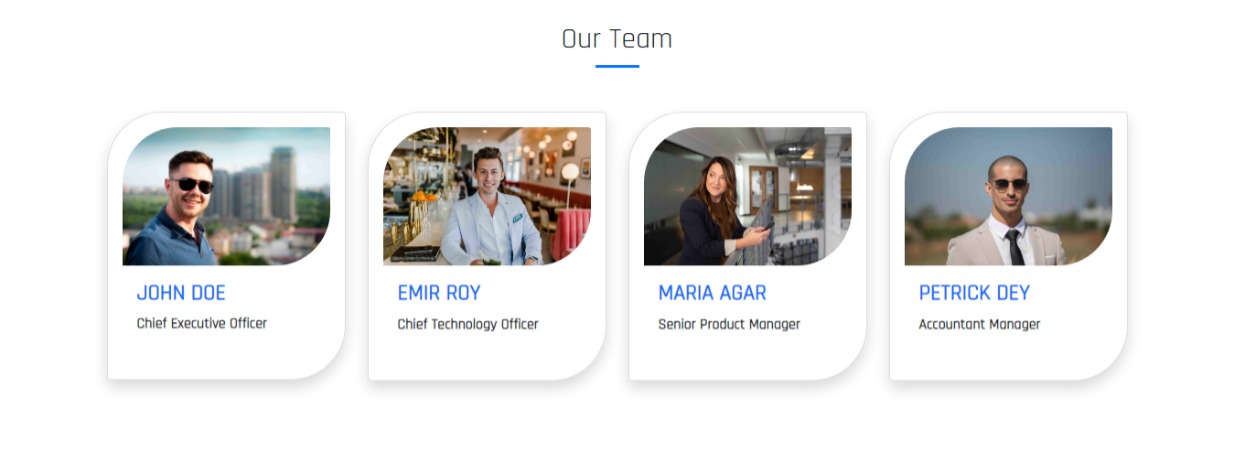 Our Team
JOHN DOE
Chief Executive Officer
EMIR ROY
Chief Technology Officer
MARIA AGAR
Senior Product Manager
PETRICK DEY
Accountant Manager